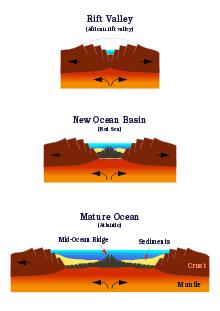 Rift Valley
(African rift valley)
New Ocean Basin
(Red Sea)
Mature Ocean
(Atlantic)
Mid-Ocean Ridge
Sediments
Crust
Mantle